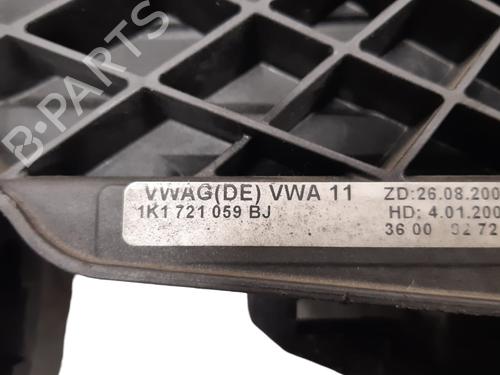 B-PARTS
VWAG(DE) VWA 11
ZD:26.08.200
1K1 721 059 BJ
HD: 4.01.200
36 00 9272